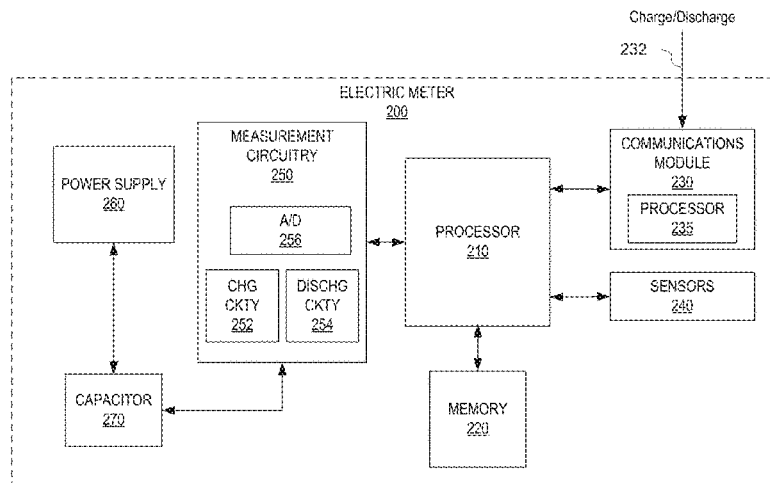 Charge/Discharge
232
ELECTRIC METER
200
MEASUREMENT
CIRCUITRY
250
POWER SUPPLY
260
A/D
256
CHG
CKTY
252
DISCHG
CKTY
254
PROCESSOR
210
COMMUNICATIONS
MODULE
230
PROCESSOR
235
SENSORS
240
CAPACITOR
270
MEMORY
220